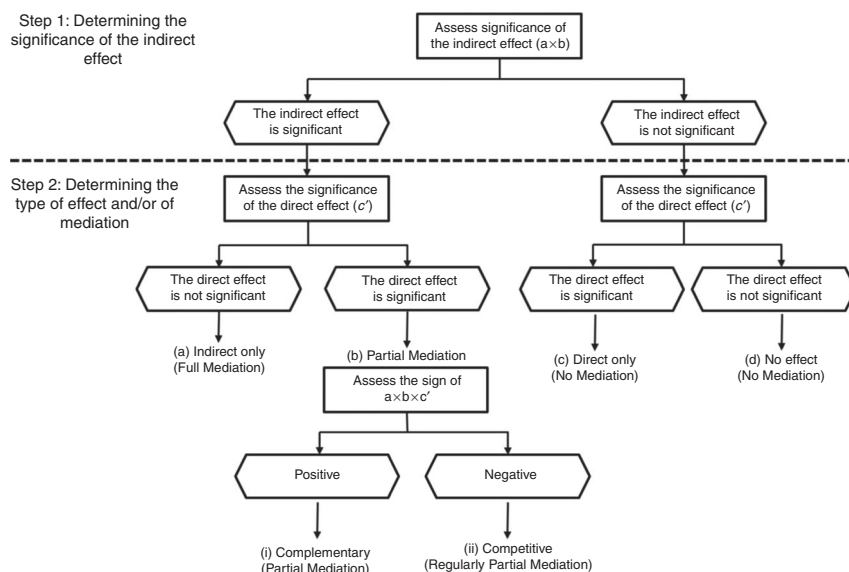 Step 1: Determining the
significance of the indirect
effect
Assess significance of
the indirect effect (a×b)
The indirect effect
is significant
The indirect effect
is not significant
Step 2: Determining the
type of effect and/or of
mediation
Assess the significance
of the direct effect (c′)
Assess the significance
of the direct effect (c′)
The direct effect
is not significant
The direct effect
is significant
The direct effect
is significant
The direct effect
is not significant
(a) Indirect only
(Full Mediation)
(b) Partial Mediation
(c) Direct only
(No Mediation)
(d) No effect
(No Mediation)
Assess the sign of
a×b×c′
Positive
Negative
(i) Complementary
(Partial Mediation)
(ii) Competitive
(Regularly Partial Mediation)